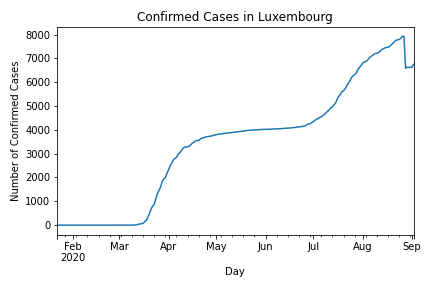 Confirmed Cases in Luxembourg
Number of Confirmed Cases
8000
7000
6000
5000
4000
3000
2000
1000
0
Feb Mar Apr May Jun Jul Aug Sep
2020
Day